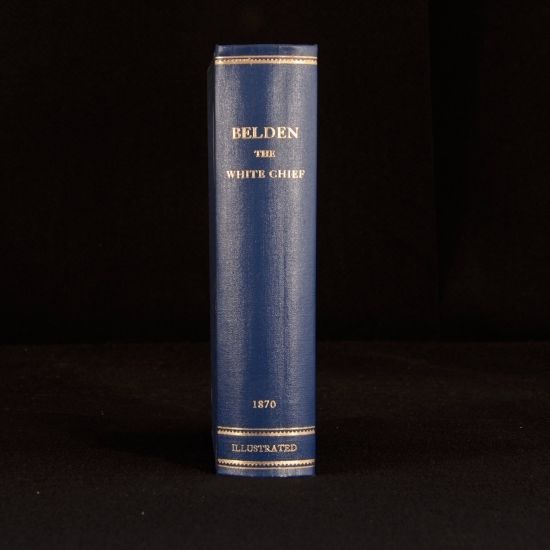 BELDEN
THE
WHITE CHIEF
1870
ILLUSTRATED